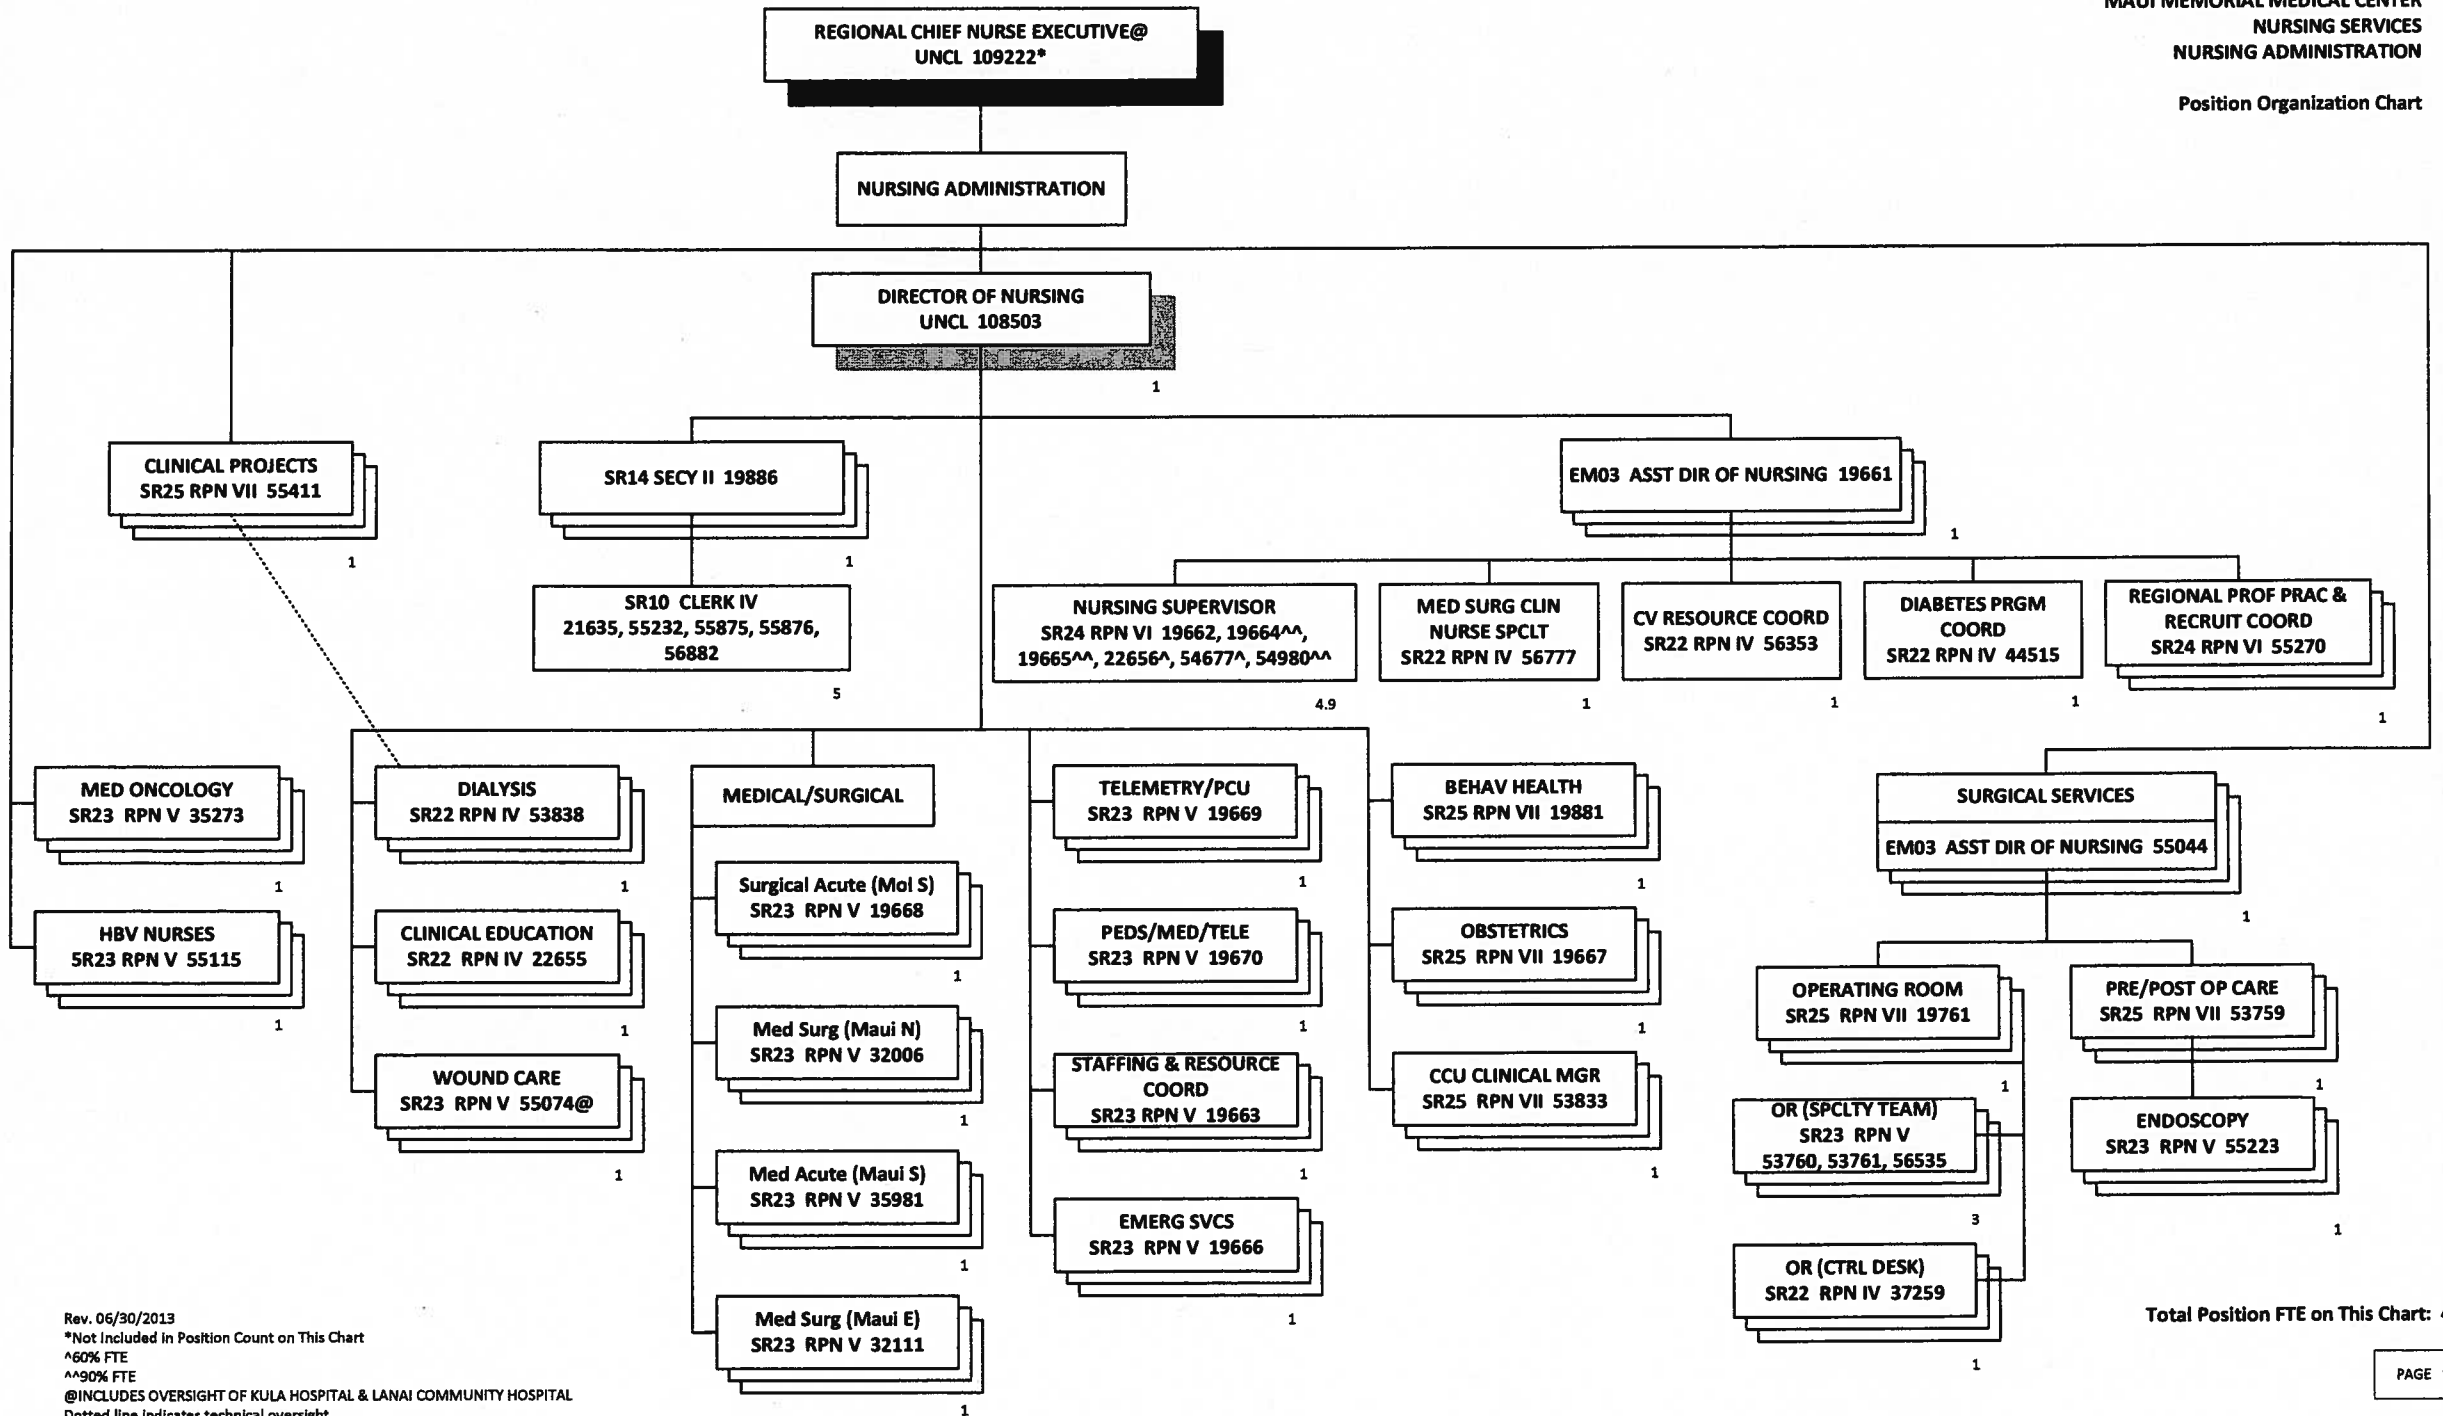 MAUI MEMORIAL MEDICAL CENTER
NURSING SERVICES
NURSING ADMINISTRATION
Position Organization Chart
REGIONAL CHIEF NURSE EXECUTIVE@
UNCL 109222*
NURSING ADMINISTRATION
DIRECTOR OF NURSING
UNCL 108503
1
CLINICAL PROJECTS
SR25 RPN VII 55411
1
SR14 SECY II 19886
1
EM03 ASST DIR OF NURSING 19661
1
SR10 CLERK IV
21635, 55232, 55875, 55876,
56882
5
NURSING SUPERVISOR
SR24 RPN VI 19662, 19664^^,
19665^^, 22656^, 54677^, 54980^^
4.9
MED SURG CLIN
NURSE SPCLT
SR22 RPN IV 56777
1
CV RESOURCE COORD
SR22 RPN IV 56353
1
DIABETES PRGM
COORD
SR22 RPN IV 44515
1
REGIONAL PROF PRAC &
RECRUIT COORD
SR24 RPN VI 55270
1
MED ONCOLOGY
SR23 RPN V 35273
1
HBV NURSES
SR23 RPN V 55115
1
DIALYSIS
SR22 RPN IV 53838
1
CLINICAL EDUCATION
SR22 RPN IV 22655
1
WOUND CARE
SR23 RPN V 55074@
1
MEDICAL/SURGICAL
Surgical Acute (Mol S)
SR23 RPN V 19668
1
Med Surg (Maui N)
SR23 RPN V 32006
1
Med Acute (Maui S)
SR23 RPN V 35981
1
Med Surg (Maui E)
SR23 RPN V 32111
1
TELEMETRY/PCU
SR23 RPN V 19669
1
PEDS/MED/TELE
SR23 RPN V 19670
1
STAFFING & RESOURCE
COORD
SR23 RPN V 19663
1
EMERG SVCS
SR23 RPN V 19666
1
BEHAV HEALTH
SR25 RPN VII 19881
1
OBSTETRICS
SR25 RPN VII 19667
1
CCU CLINICAL MGR
SR25 RPN VII 53833
1
SURGICAL SERVICES
EM03 ASST DIR OF NURSING 55044
1
OPERATING ROOM
SR25 RPN VII 19761
1
PRE/POST OP CARE
SR25 RPN VII 53759
1
OR (SPCLTY TEAM)
SR23 RPN V
53760, 53761, 56535
3
ENDOSCOPY
SR23 RPN V 55223
1
OR (CTRL DESK)
SR22 RPN IV 37259
1
Rev. 06/30/2013
*Not Included in Position Count on This Chart
^60% FTE
^^90% FTE
@INCLUDES OVERSIGHT OF KULA HOSPITAL & LANAI COMMUNITY HOSPITAL
Dotted line indicates technical oversight
Total Position FTE on This Chart:
PAGE